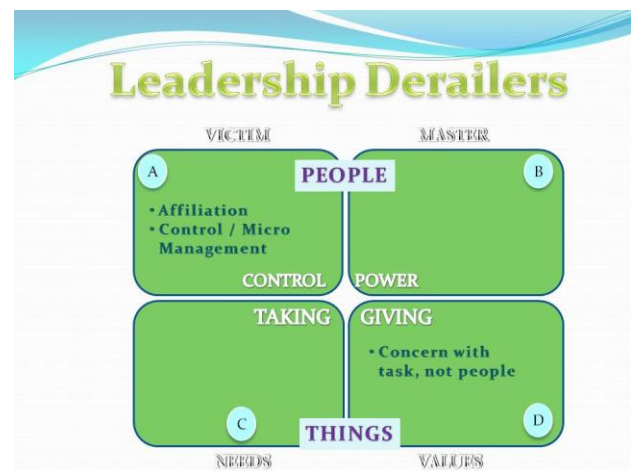 Leadership Derailers
VICTIM MASTER
A PEOPLE B
• Affiliation
• Control / Micro
Management
CONTROL POWER
TAKING GIVING
• Concern with
task, not people
C THINGS D
NEEDS VALUES